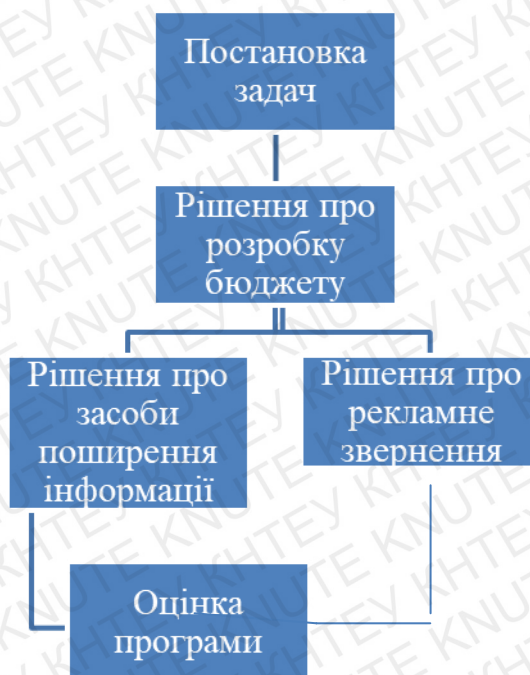 Постановка
задач
Рішення про
розробку
бюджету
Рішення про
засоби
поширення
інформації
Рішення про
рекламне
звернення
Оцінка
програми